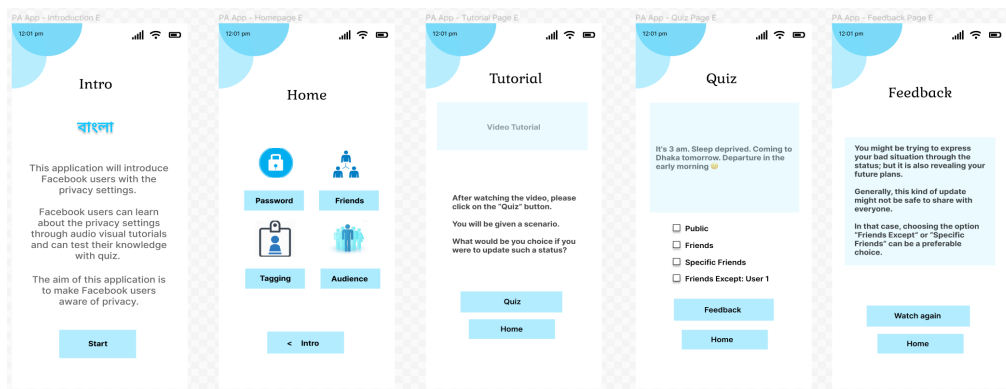 PA App - Introduction E
12:01 pm
Intro
বাংলা
This application will introduce
Facebook users with the
privacy settings.
Facebook users can learn
about the privacy settings
through audio visual tutorials
and can test their knowledge
with quiz.
The aim of this application is
to make Facebook users
aware of privacy.
Start
PA App - Homepage E
12:01 pm
Home
Password
Friends
Tagging
Audience
< Intro
PA App - Tutorial Page E
12:01 pm
Tutorial
Video Tutorial
After watching the video, please
click on the "Quiz" button.
You will be given a scenario.
What would be you choice if you
were to update such a status?
Quiz
Home
PA App - Quiz Page E
12:01 pm
Quiz
It's 3 am. Sleep deprived. Coming to
Dhaka tomorrow. Departure in the
early morning 😑
Public
Friends
Specific Friends
Friends Except: User 1
Feedback
Home
PA App - Feedback Page E
12:01 pm
Feedback
You might be trying to express
your bad situation through the
status; but it is also revealing your
future plans.
Generally, this kind of update
might not be safe to share with
everyone.
In that case, choosing the option
"Friends Except" or "Specific
Friends" can be a preferable
choice.
Watch again
Home